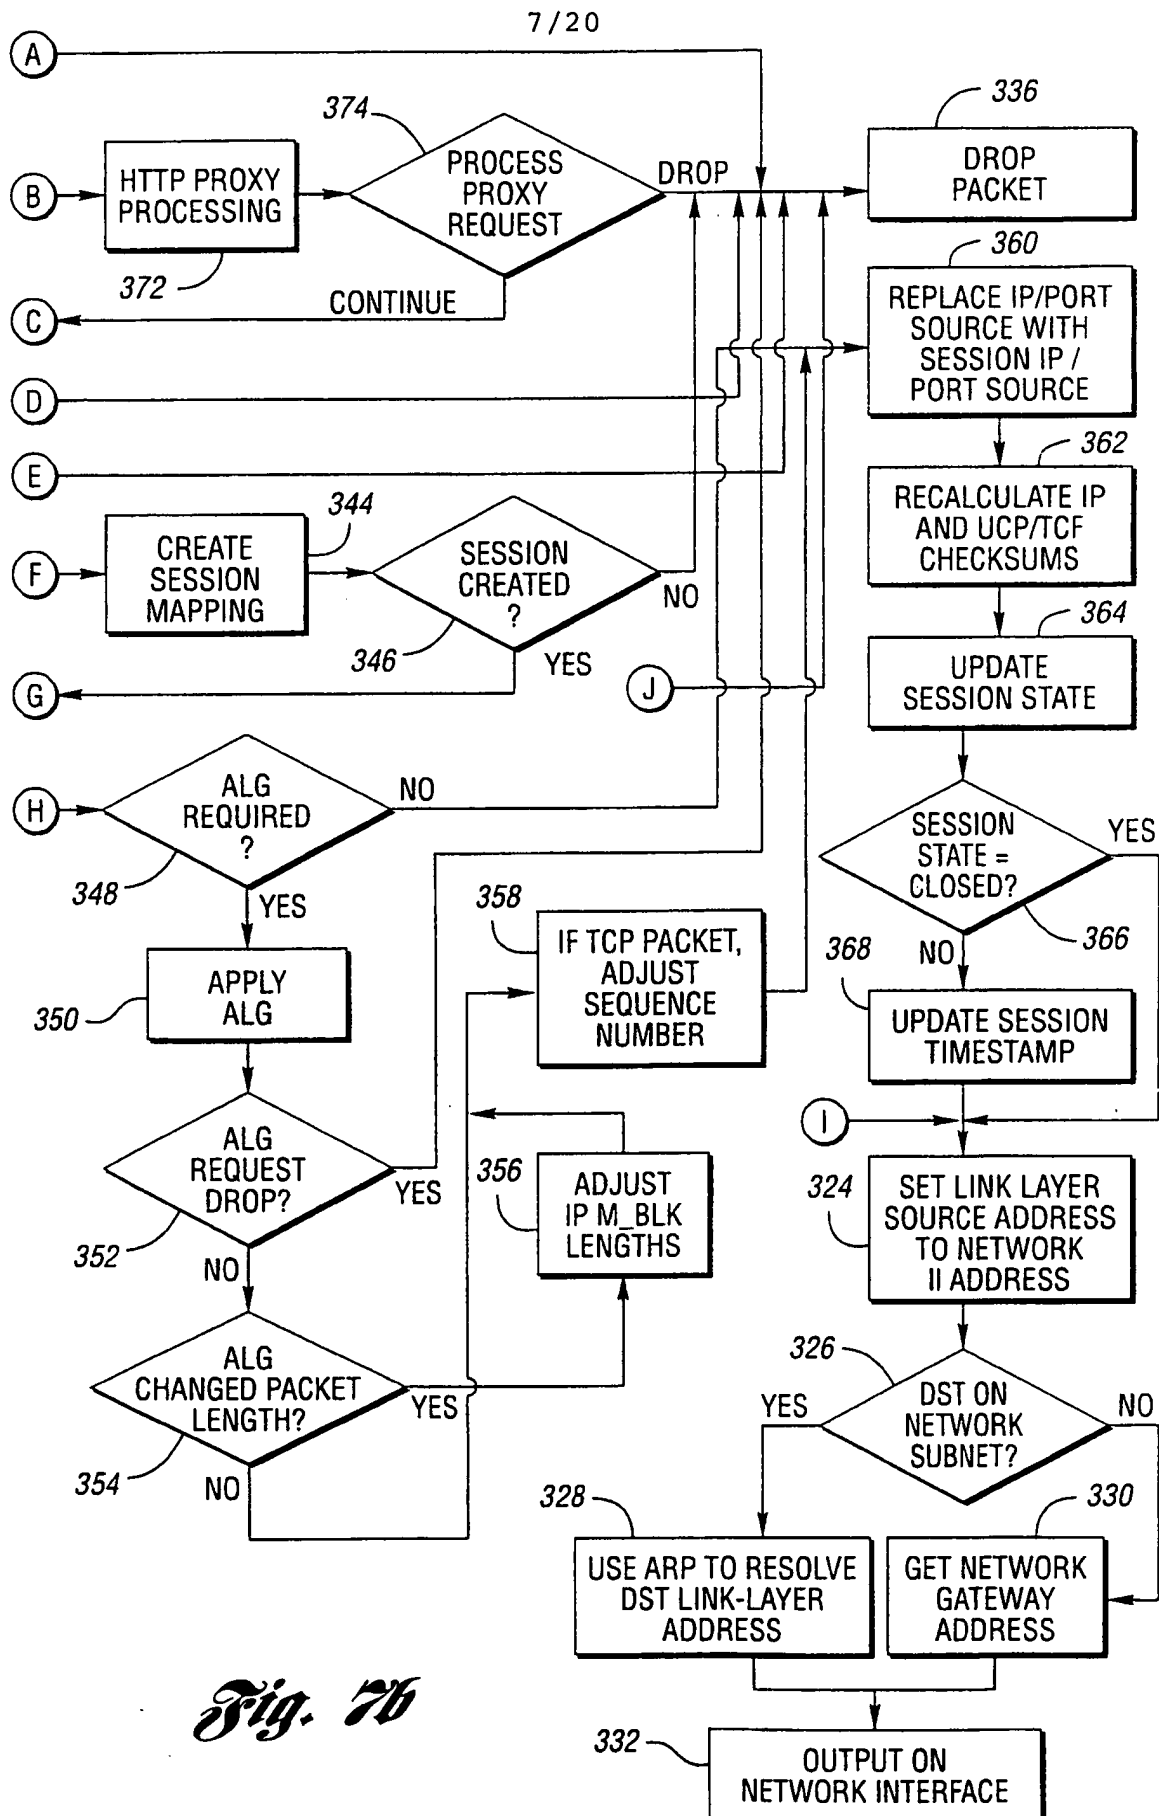 7/20
A
336
DROP
PACKET
374
B
HTTP PROXY
PROCESSING
372
PROCESS
PROXY
REQUEST
DROP
C
CONTINUE
360
REPLACE IP/PORT
SOURCE WITH
SESSION IP /
PORT SOURCE
D
E
362
RECALCULATE IP
AND UCP/TCF
CHECKSUMS
F
344
CREATE
SESSION
MAPPING
SESSION
CREATED
?
346
NO
YES
G
J
364
UPDATE
SESSION STATE
H
ALG
REQUIRED
?
348
NO
YES
SESSION
STATE =
CLOSED?
YES
366
NO
350
APPLY
ALG
358
IF TCP PACKET,
ADJUST
SEQUENCE
NUMBER
368
UPDATE SESSION
TIMESTAMP
I
ALG
REQUEST
DROP?
352
YES
NO
356
ADJUST
IP M_BLK
LENGTHS
324
SET LINK LAYER
SOURCE ADDRESS
TO NETWORK
II ADDRESS
ALG
CHANGED PACKET
LENGTH?
354
YES
NO
326
DST ON
NETWORK
SUBNET?
YES
NO
328
USE ARP TO RESOLVE
DST LINK-LAYER
ADDRESS
330
GET NETWORK
GATEWAY
ADDRESS
332
OUTPUT ON
NETWORK INTERFACE
Fig. 7b